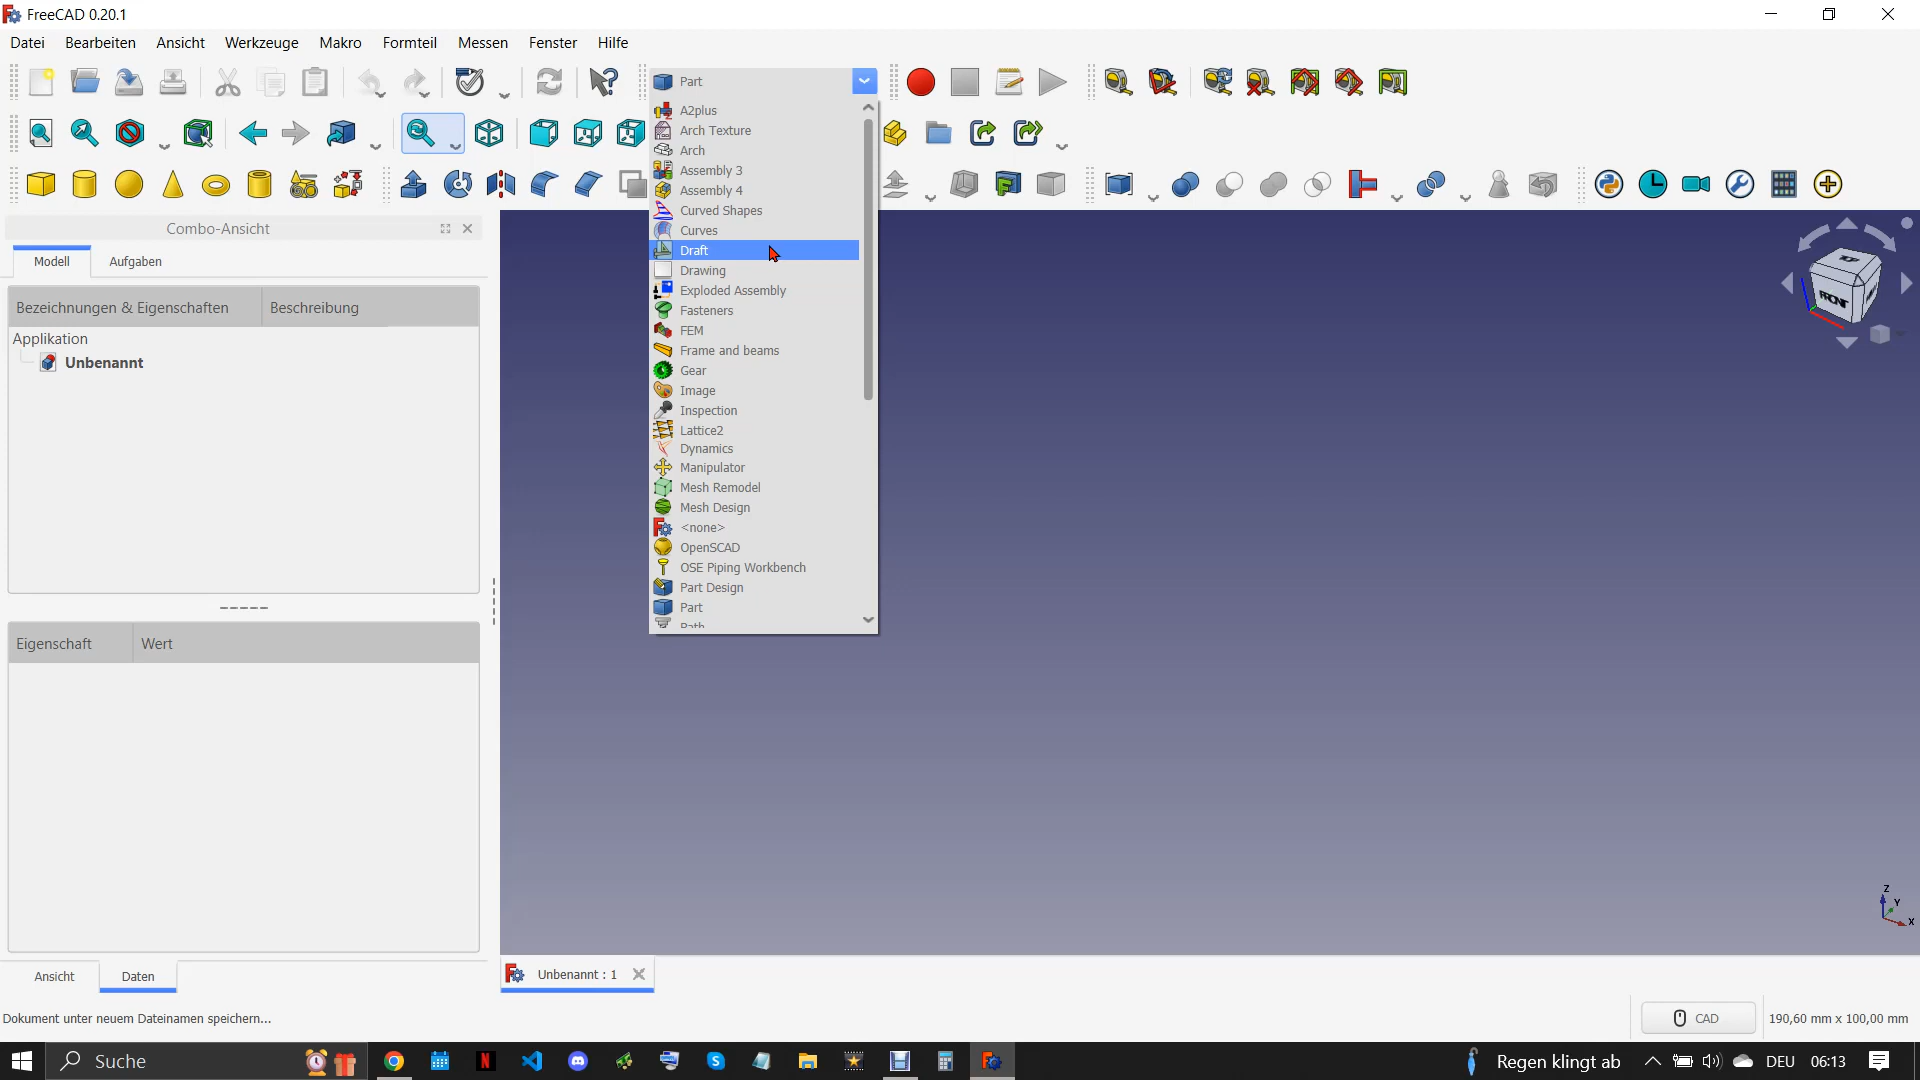 FreeCAD 0.20.1
Datei Bearbeiten Ansicht Werkzeuge Makro Formteil Messen Fenster Hilfe
Part
A2plus
Arch Texture
Arch
Assembly 3
Assembly 4
Curved Shapes
Curves
Draft
Drawing
Exploded Assembly
Fasteners
FEM
Frame and beams
Gear
Image
Inspection
Lattice2
Dynamics
Manipulator
Mesh Remodel
Mesh Design
<none>
OpenSCAD
OSE Piping Workbench
Part Design
Part
Path
Combo-Ansicht
Modell Aufgaben
Bezeichnungen & Eigenschaften Beschreibung
Applikation
Unbenannt
Eigenschaft Wert
Ansicht Daten
TOP
FRONT
Z
Y
X
Unbenannt : 1
Dokument unter neuem Dateinamen speichern...
CAD 190,60 mm x 100,00 mm
Suche
Regen klingt ab DEU 06:13